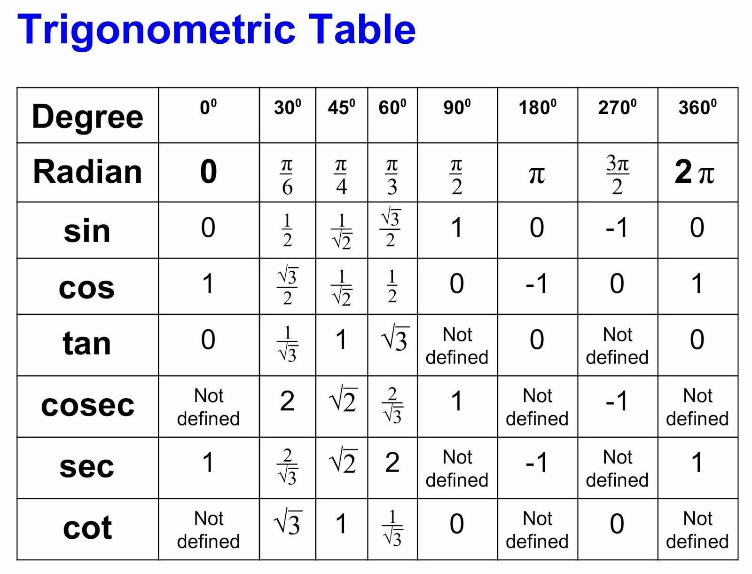 Trigonometric Table
Degree 0⁰ 30⁰ 45⁰ 60⁰ 90⁰ 180⁰ 270⁰ 360⁰
Radian 0 π/6 π/4 π/3 π/2 π 3π/2 2π
sin 0 1/2 1/√2 √3/2 1 0 -1 0
cos 1 √3/2 1/√2 1/2 0 -1 0 1
tan 0 1/√3 1 √3 Not defined 0 Not defined 0
cosec Not defined 2 √2 2/√3 1 Not defined -1 Not defined
sec 1 2/√3 √2 2 Not defined -1 Not defined 1
cot Not defined √3 1 1/√3 0 Not defined 0 Not defined